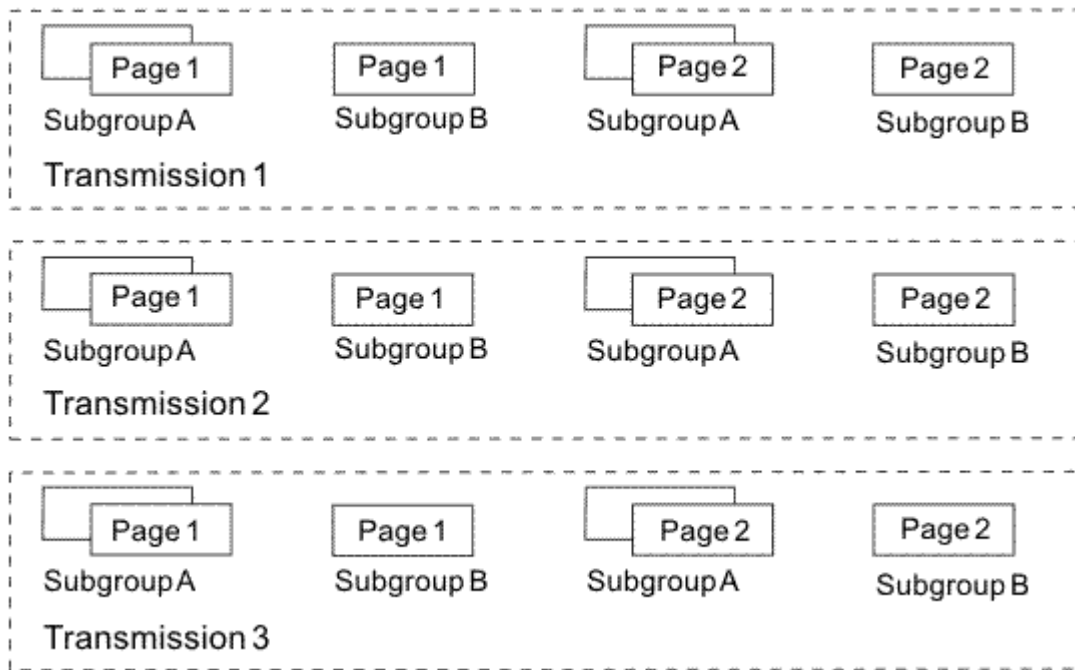 Page 1 Page 1 Page 2 Page 2
Subgroup A Subgroup B Subgroup A Subgroup B
Transmission 1
Page 1 Page 1 Page 2 Page 2
Subgroup A Subgroup B Subgroup A Subgroup B
Transmission 2
Page 1 Page 1 Page 2 Page 2
Subgroup A Subgroup B Subgroup A Subgroup B
Transmission 3